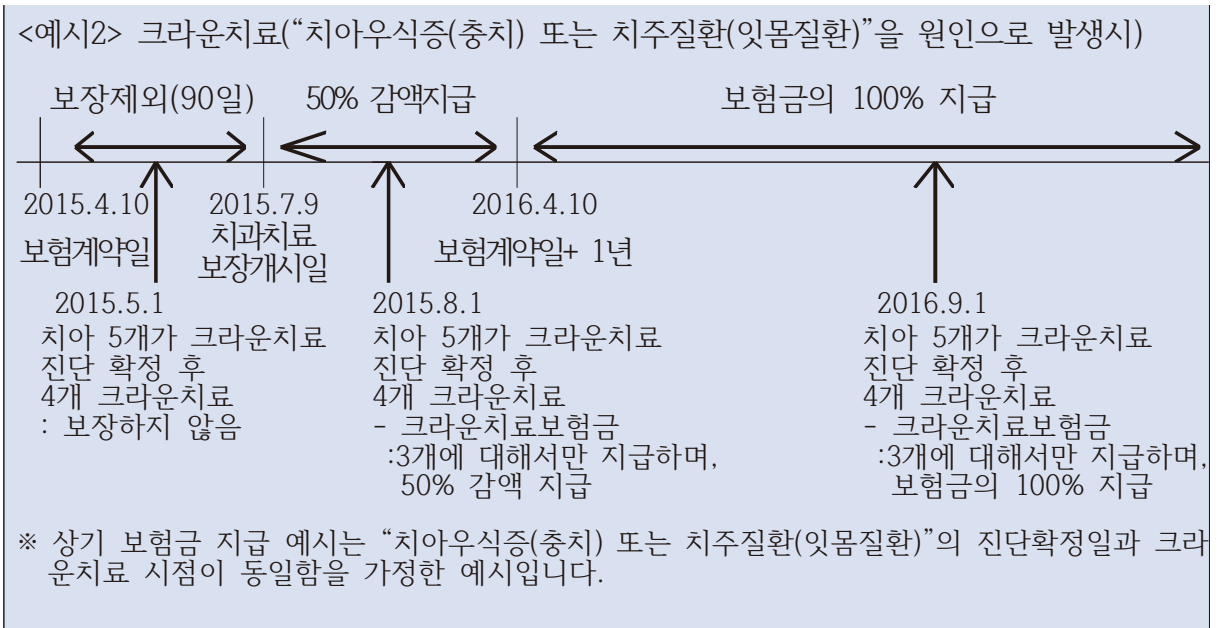 <예시2> 크라운치료(“치아우식증(충치) 또는 치주질환(잇몸질환)”을 원인으로 발생시)
보장제외(90일) 50% 감액지급 보험금의 100% 지급
2015.4.10 2015.7.9 2016.4.10
보험계약일 치과치료 보험계약일+ 1년
보장개시일
2015.5.1
치아 5개가 크라운치료
진단 확정 후
4개 크라운치료
: 보장하지 않음
2015.8.1
치아 5개가 크라운치료
진단 확정 후
4개 크라운치료
- 크라운치료보험금
:3개에 대해서만 지급하며,
50% 감액 지급
2016.9.1
치아 5개가 크라운치료
진단 확정 후
4개 크라운치료
- 크라운치료보험금
:3개에 대해서만 지급하며,
보험금의 100% 지급
※ 상기 보험금 지급 예시는 “치아우식증(충치) 또는 치주질환(잇몸질환)”의 진단확정일과 크라
운치료 시점이 동일함을 가정한 예시입니다.